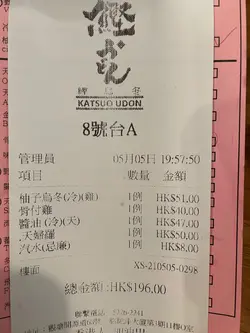 KATSUO UDON
8號台A
管理員 05月05日 19:57:50
項目 數量 金額
柚子烏冬(冷)(雞) 1例 HK$51.00
骨付雞 1例 HK$40.00
醬油(冷)(天) 1例 HK$47.00
天婦羅 1例 HK$50.00
汽水(忌廉) 1例 HK$8.00
樓面 XS-210505-0298
總金額:HK$196.00